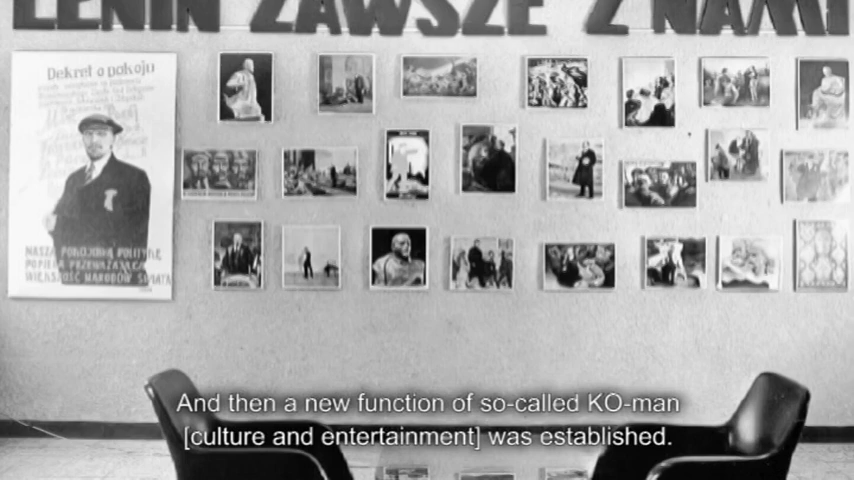 LENIN ZAWSZE Z NAMI
Dekret o pokoju
NASZĄ POKOJOWĄ POLITYKĘ
POPIERA PRZEWAŻAJĄCA
WIĘKSZOŚĆ NARODÓW ŚWIATA
And then a new function of so-called KO-man
[culture and entertainment] was established.